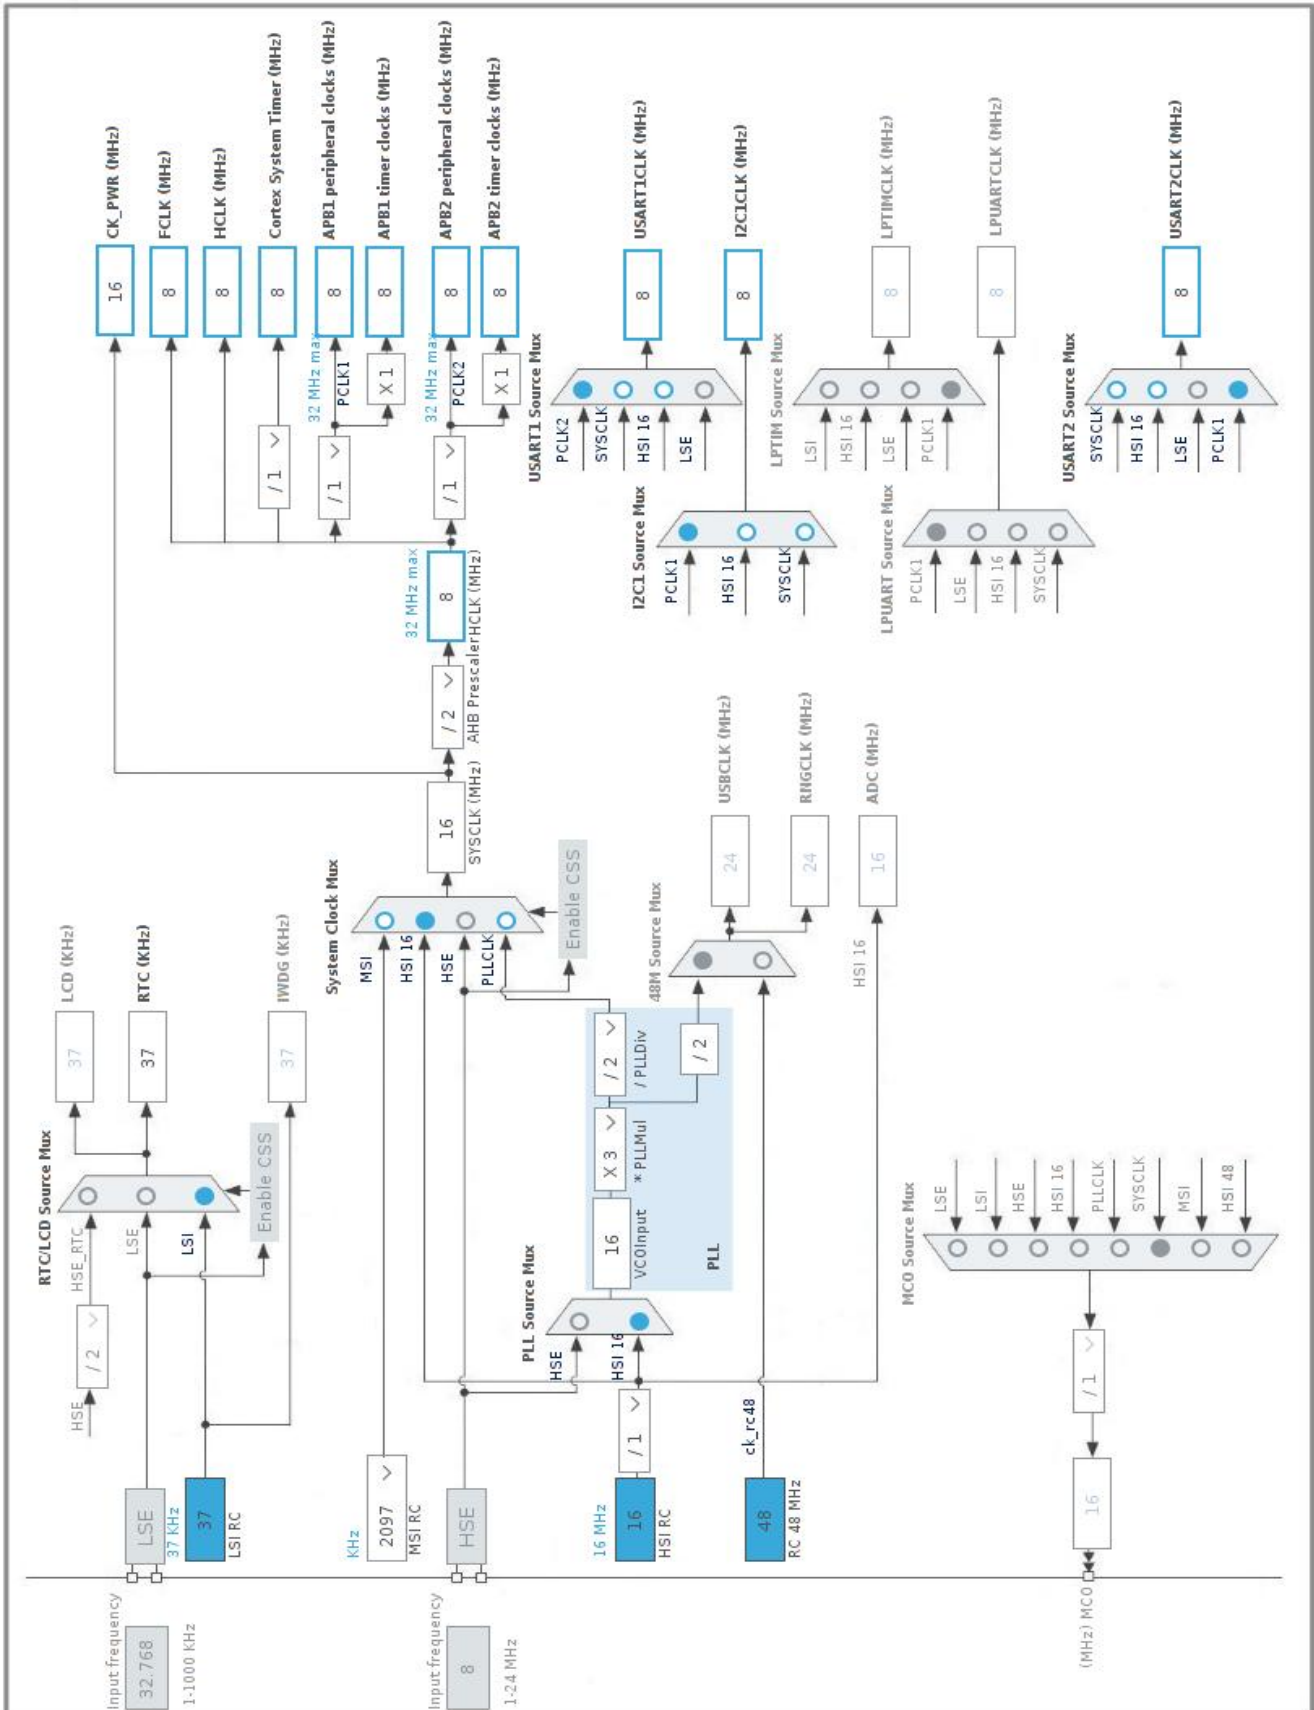 Input frequency
32.768
1-1000 KHz
LSE
37 KHz
37
LSI RC
HSE
/ 2
HSE_RTC
LSE
LSI
RTC/LCD Source Mux
Enable CSS
37
LCD (KHz)
37
RTC (KHz)
37
IWDG (KHz)
Input frequency
8
1-24 MHz
KHz
2097
MSI RC
HSE
16 MHz
16
HSI RC
/ 1
48
RC 48 MHz
ck_rc48
PLL Source Mux
HSE
HSI 16
16
VCOInput
X 3
* PLLMul
/ 2
/ PLLDiv
/ 2
PLL
System Clock Mux
MSI
HSI 16
HSE
PLLCLK
Enable CSS
48M Source Mux
24
USBCLK (MHz)
24
RNGCLK (MHz)
HSI 16
16
ADC (MHz)
16
SYSCLK (MHz)
/ 2
AHB Prescaler
32 MHz max
8
HCLK (MHz)
16
CK_PWR (MHz)
8
FCLK (MHz)
8
HCLK (MHz)
/ 1
8
Cortex System Timer (MHz)
/ 1
32 MHz max
PCLK1
8
APB1 peripheral clocks (MHz)
X 1
8
APB1 timer clocks (MHz)
/ 1
32 MHz max
PCLK2
8
APB2 peripheral clocks (MHz)
X 1
8
APB2 timer clocks (MHz)
USART1 Source Mux
PCLK2
SYSCLK
HSI 16
LSE
8
USART1CLK (MHz)
I2C1 Source Mux
PCLK1
HSI 16
SYSCLK
8
I2C1CLK (MHz)
LPTIM Source Mux
LSI
HSI 16
LSE
PCLK1
8
LPTIMCLK (MHz)
LPUART Source Mux
PCLK1
LSE
HSI 16
SYSCLK
8
LPUARTCLK (MHz)
USART2 Source Mux
SYSCLK
HSI 16
LSE
PCLK1
8
USART2CLK (MHz)
MCO Source Mux
LSE
LSI
HSE
HSI 16
PLLCLK
SYSCLK
MSI
HSI 48
/ 1
16
(MHz) MCO